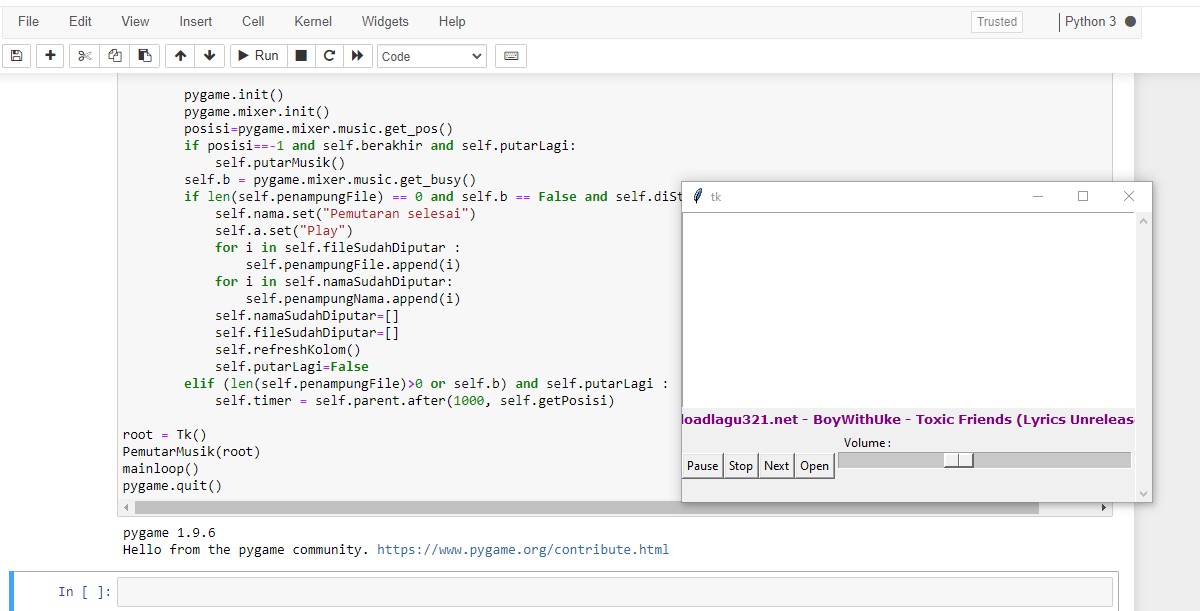 File Edit View Insert Cell Kernel Widgets Help Trusted Python 3
Run Code
pygame.init()
pygame.mixer.init()
posisi=pygame.mixer.music.get_pos()
if posisi==-1 and self.berakhir and self.putarLagi:
self.putarMusik()
self.b = pygame.mixer.music.get_busy()
if len(self.penampungFile) == 0 and self.b == False and self.diSt
self.nama.set("Pemutaran selesai")
self.a.set("Play")
for i in self.fileSudahDiputar :
self.penampungFile.append(i)
for i in self.namaSudahDiputar:
self.penampungNama.append(i)
self.namaSudahDiputar=[]
self.fileSudahDiputar=[]
self.refreshKolom()
self.putarLagi=False
elif (len(self.penampungFile)>0 or self.b) and self.putarLagi :
self.timer = self.parent.after(1000, self.getPosisi)
root = Tk()
PemutarMusik(root)
mainloop()
pygame.quit()
pygame 1.9.6
Hello from the pygame community. https://www.pygame.org/contribute.html
In [ ]:
tk
loadlagu321.net - BoyWithUke - Toxic Friends (Lyrics Unreleas
Volume :
Pause Stop Next Open